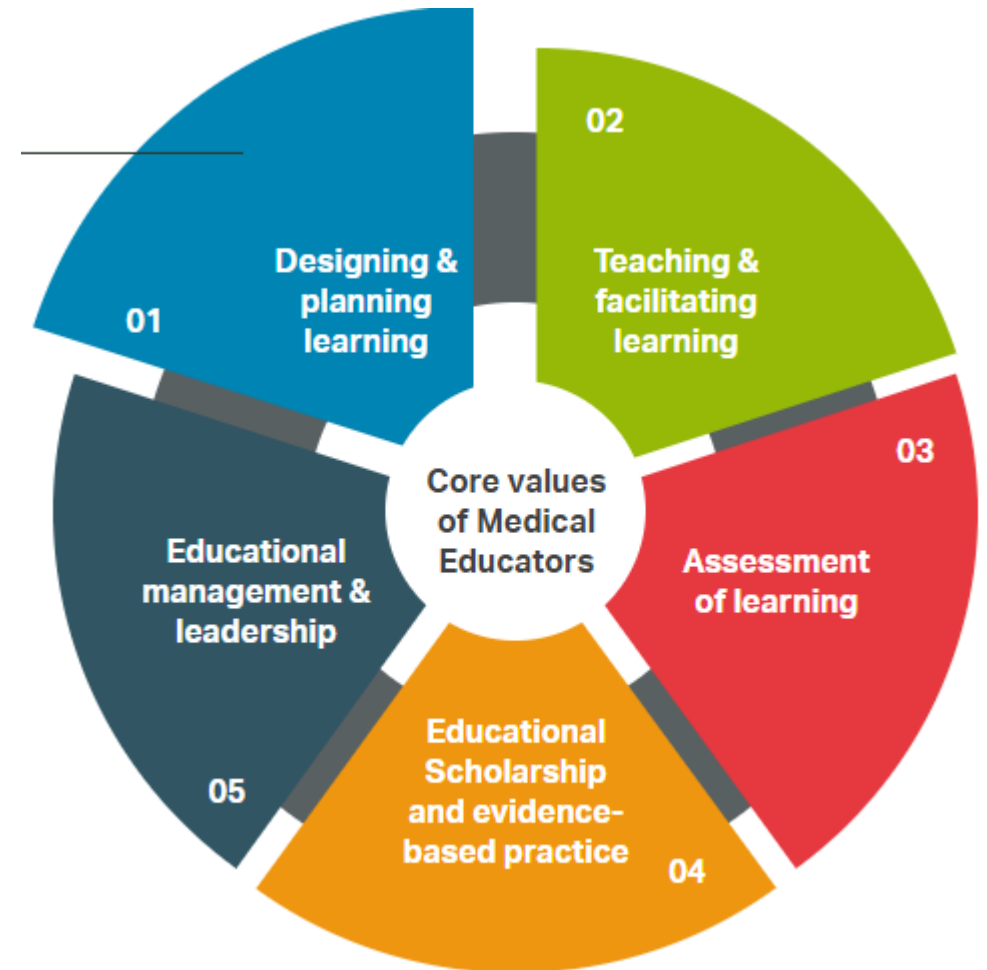 01
Designing &
planning
learning
02
Teaching &
facilitating
learning
03
Assessment
of learning
04
Educational
Scholarship
and evidence-
based practice
05
Educational
management &
leadership
Core values
of Medical
Educators